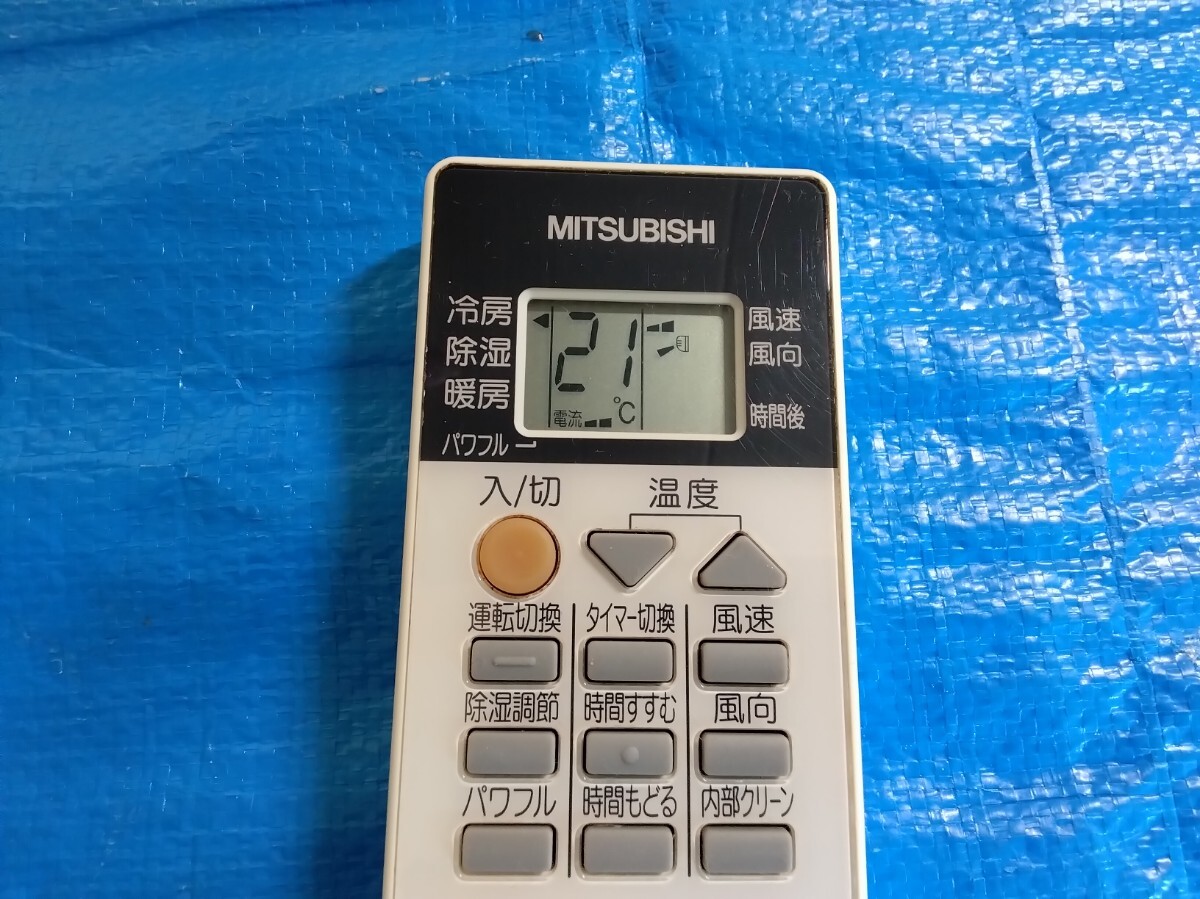 MITSUBISHI
冷房
除湿
暖房
パワフル
21
℃
電流
風速
風向
時間後
入/切
温度
運転切換
タイマー切換
風速
除湿調節
時間すすむ
風向
パワフル
時間もどる
内部クリーン